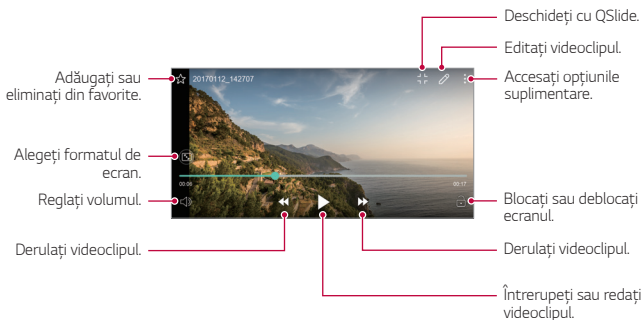 Deschideți cu QSlide.
Editați videoclipul.
Adăugați sau
eliminați din favorite.
20170112_142707
Accesați opțiunile
suplimentare.
Alegeți formatul de
ecran.
00:06
00:17
Reglați volumul.
Blocați sau deblocați
ecranul.
Derulați videoclipul.
Derulați videoclipul.
Întrerupeți sau redați
videoclipul.